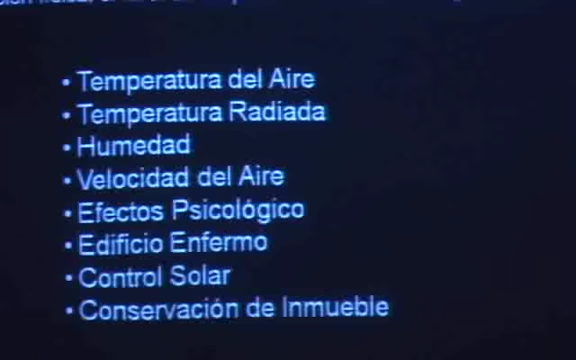 • Temperatura del Aire
• Temperatura Radiada
• Humedad
• Velocidad del Aire
• Efectos Psicológico
• Edificio Enfermo
• Control Solar
• Conservación de Inmueble